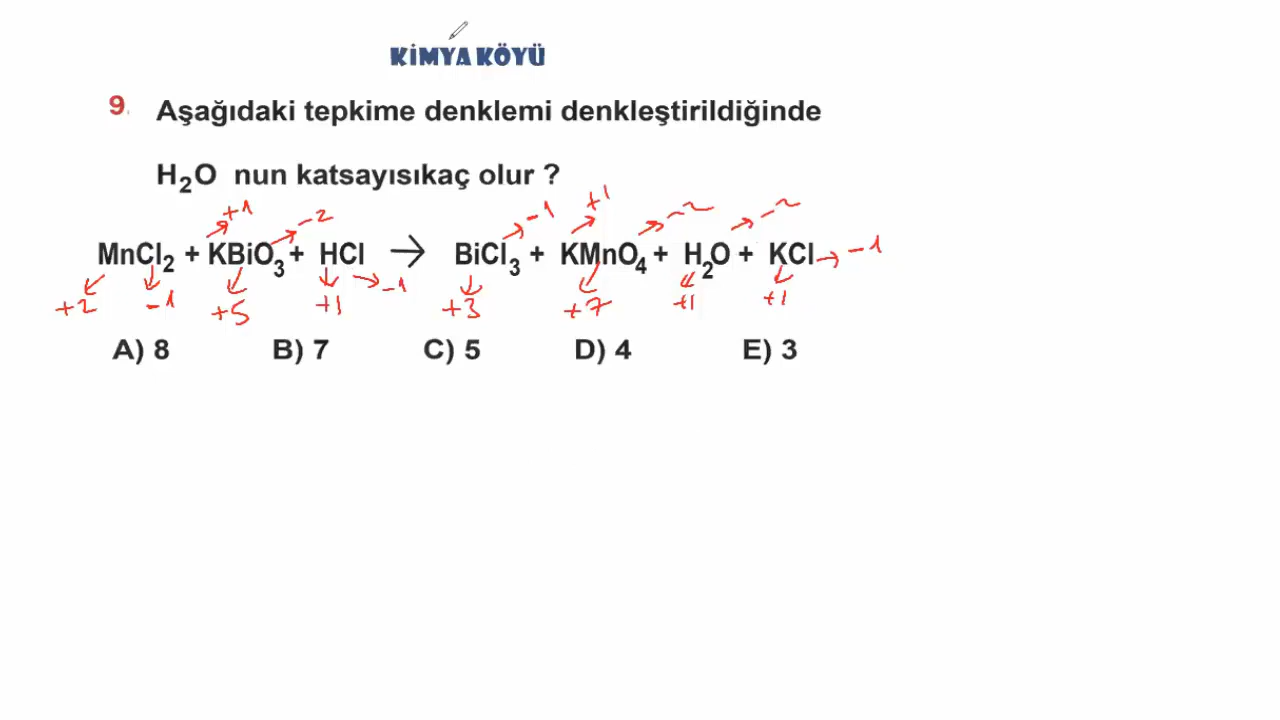 KİMYA KÖYÜ
9. Aşağıdaki tepkime denklemi denkleştirildiğinde
H₂O nun katsayısıkaç olur ?
+1 -2 -1 +1 -2 -2
MnCl₂ + KBiO₃ + HCl → BiCl₃ + KMnO₄ + H₂O + KCl → -1
+2 -1 +5 +1 -1 +3 +7 +1 +1
A) 8 B) 7 C) 5 D) 4 E) 3